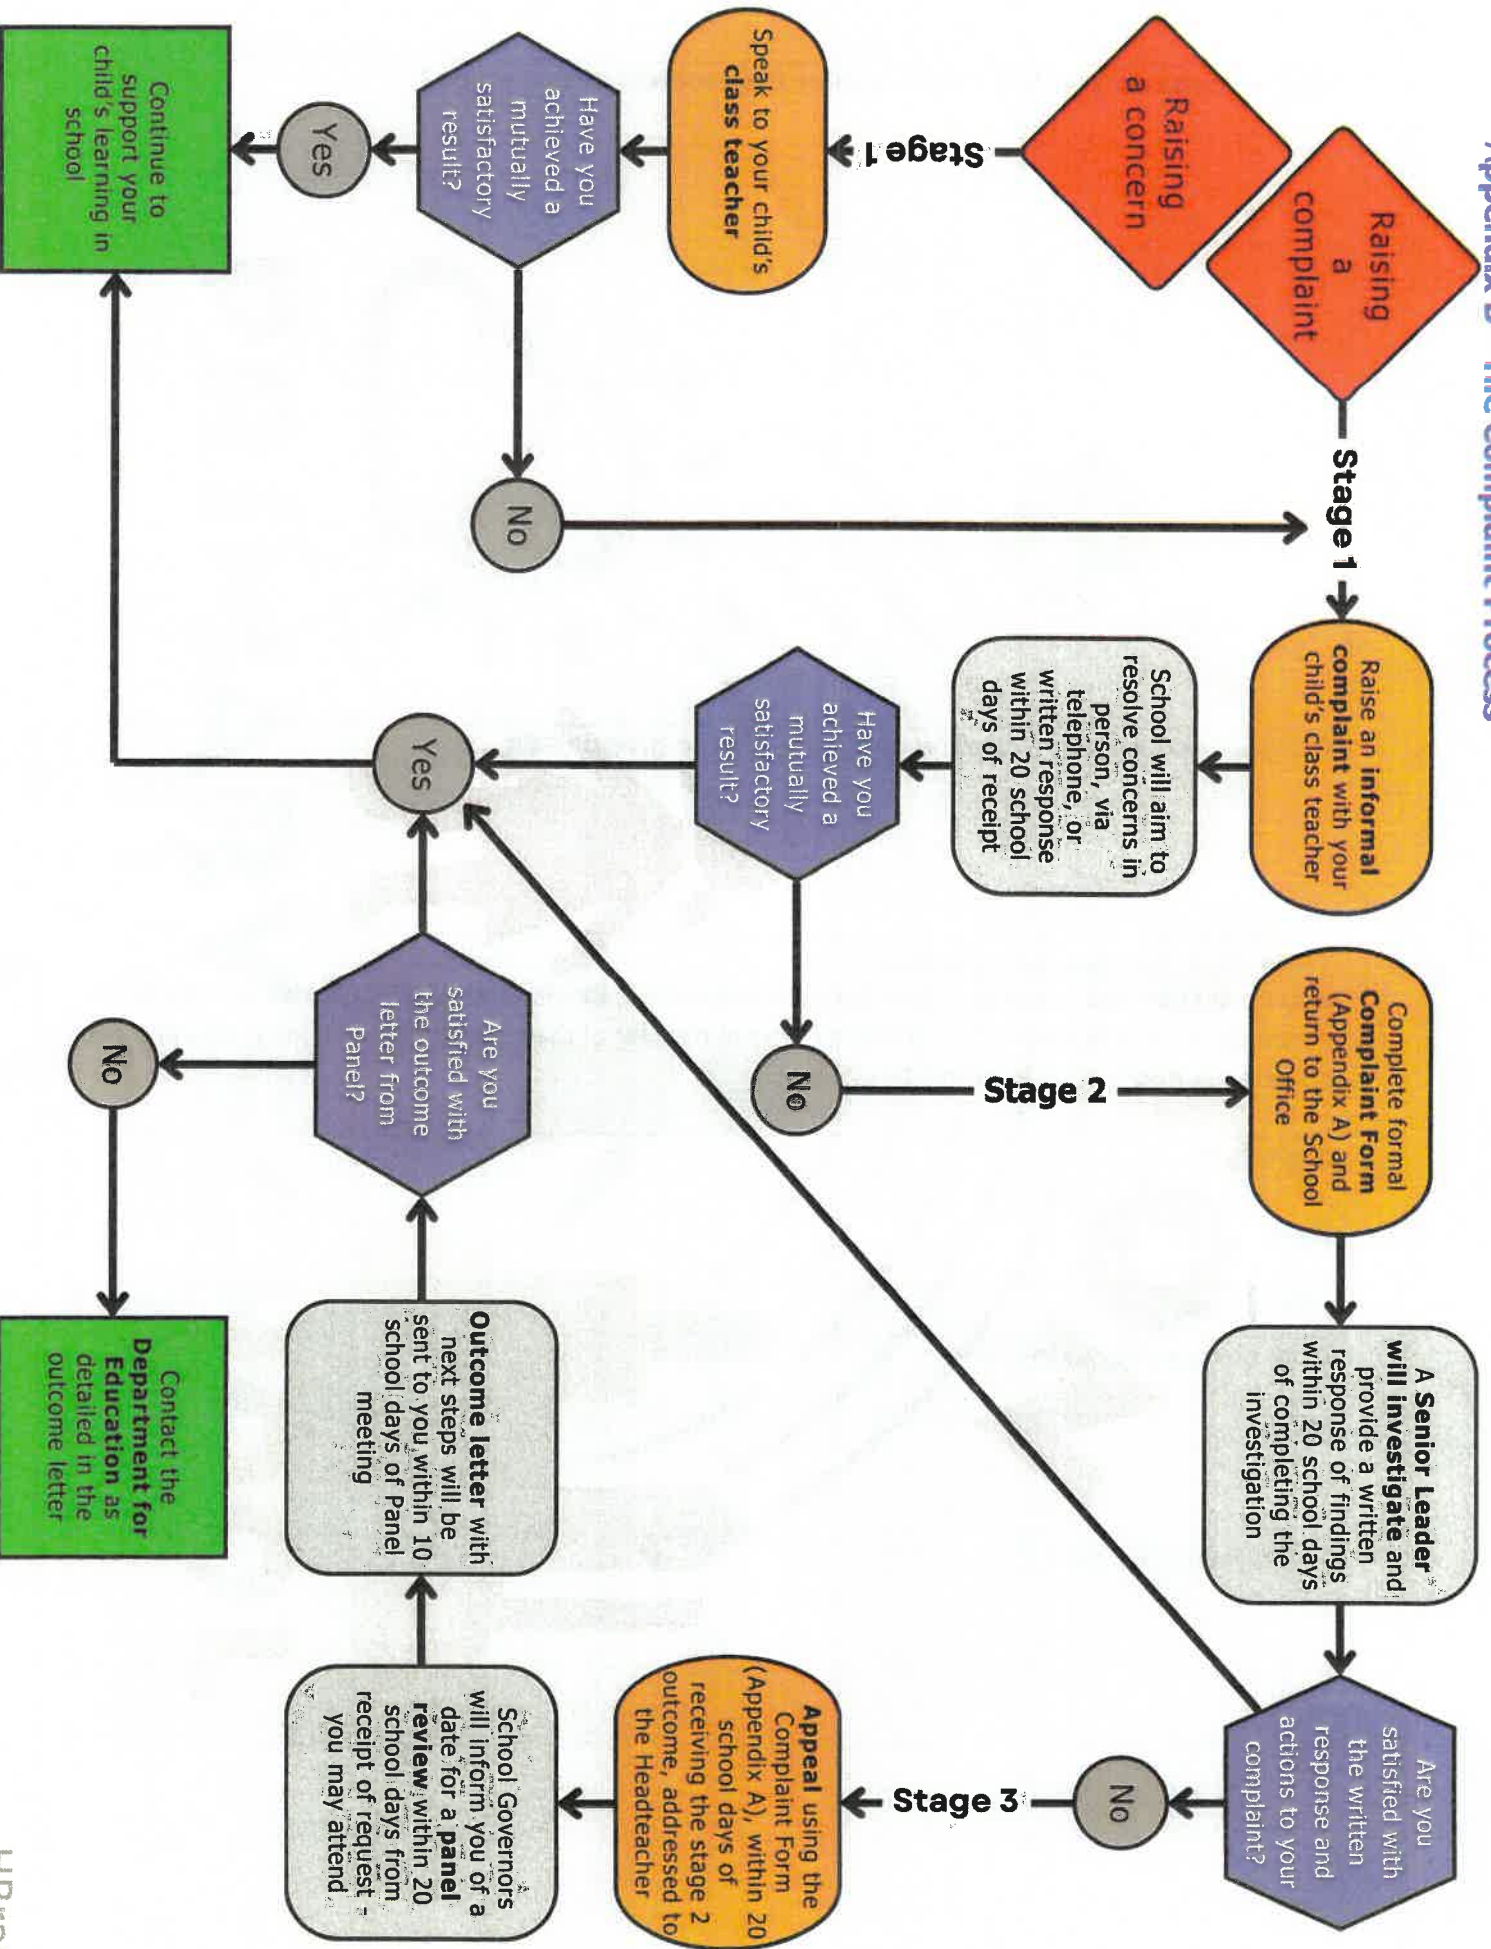 Appendix B - The Complaint Process
Raising
a
complaint
Raising
a concern
Stage 1
Speak to your child's
class teacher
Have you
achieved a
mutually
satisfactory
result?
Yes
Continue to
support your
child's learning in
school
No
Stage 1
Raise an informal
complaint with your
child's class teacher
School will aim to
resolve concerns in
person, via
telephone, or
written response
within 20 school
days of receipt
Have you
achieved a
mutually
satisfactory
result?
Yes
No
Stage 2
Complete formal
Complaint Form
(Appendix A) and
return to the School
Office
A Senior Leader
will investigate and
provide a written
response of findings
within 20 school days
of completing the
investigation
Are you
satisfied with
the written
response and
actions to your
complaint?
No
Stage 3
Appeal using the
Complaint Form
(Appendix A), within 20
school days of
receiving the stage 2
outcome, addressed to
the Headteacher
School Governors
will inform you of a
date for a panel
review within 20
school days from
receipt of request -
you may attend
Outcome letter with
next steps will be
sent to you within 10
school days of Panel
meeting
Are you
satisfied with
the outcome
letter from
Panel?
No
Contact the
Department for
Education as
detailed in the
outcome letter